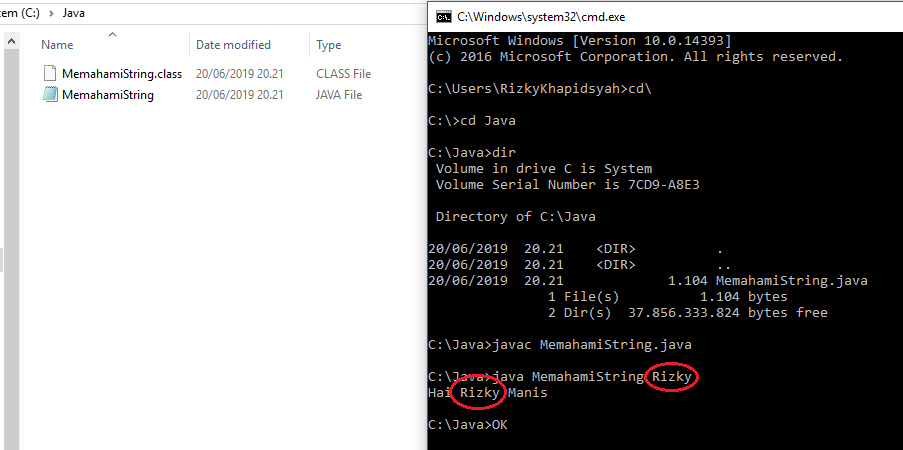 tem (C:) > Java
Name Date modified Type
MemahamiString.class 20/06/2019 20.21 CLASS File
MemahamiString 20/06/2019 20.21 JAVA File
C:\Windows\system32\cmd.exe
Microsoft Windows [Version 10.0.14393]
(c) 2016 Microsoft Corporation. All rights reserved.
C:\Users\RizkyKhapidsyah>cd\
C:\>cd Java
C:\Java>dir
Volume in drive C is System
Volume Serial Number is 7CD9-A8E3
Directory of C:\Java
20/06/2019 20.21 <DIR> .
20/06/2019 20.21 <DIR> ..
20/06/2019 20.21 1.104 MemahamiString.java
1 File(s) 1.104 bytes
2 Dir(s) 37.856.333.824 bytes free
C:\Java>javac MemahamiString.java
C:\Java>java MemahamiString Rizky
Hai Rizky Manis
C:\Java>OK